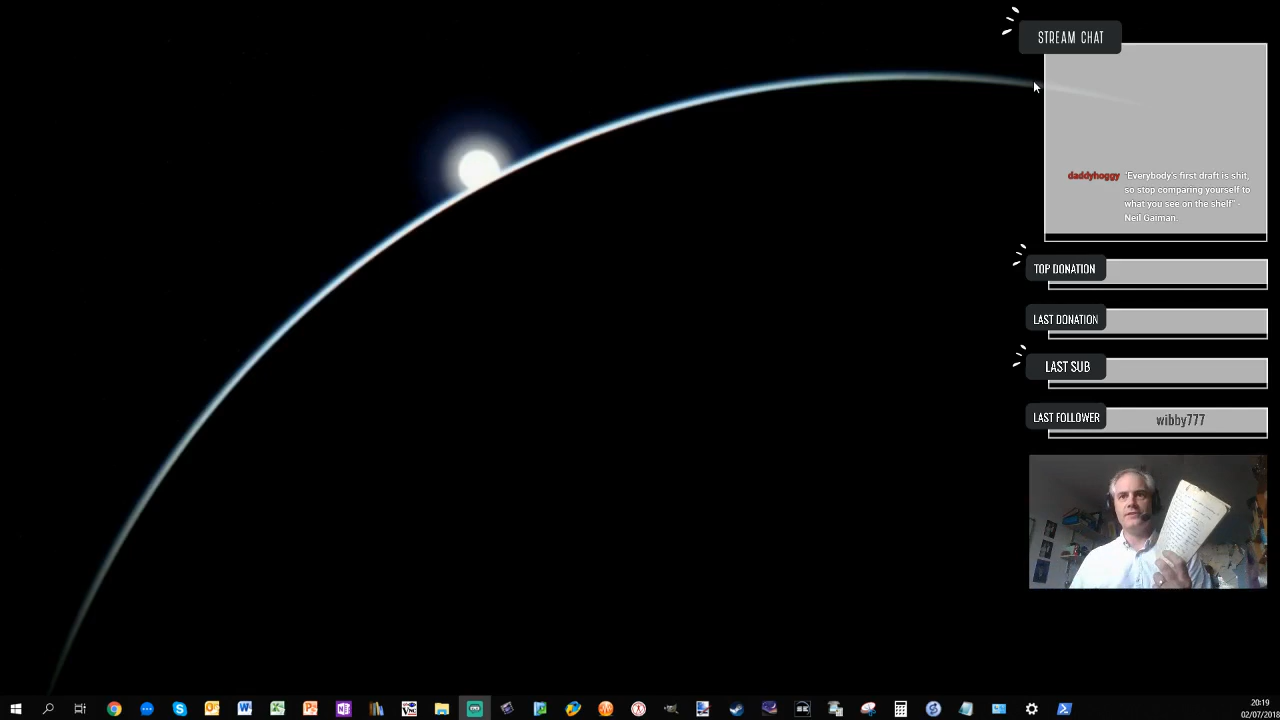 STREAM CHAT
daddyhoggy "Everybody's first draft is shit,
so stop comparing yourself to
what you see on the shelf" -
Neil Gaiman.
TOP DONATION
LAST DONATION
LAST SUB
LAST FOLLOWER wibby777
20:19
02/07/2018